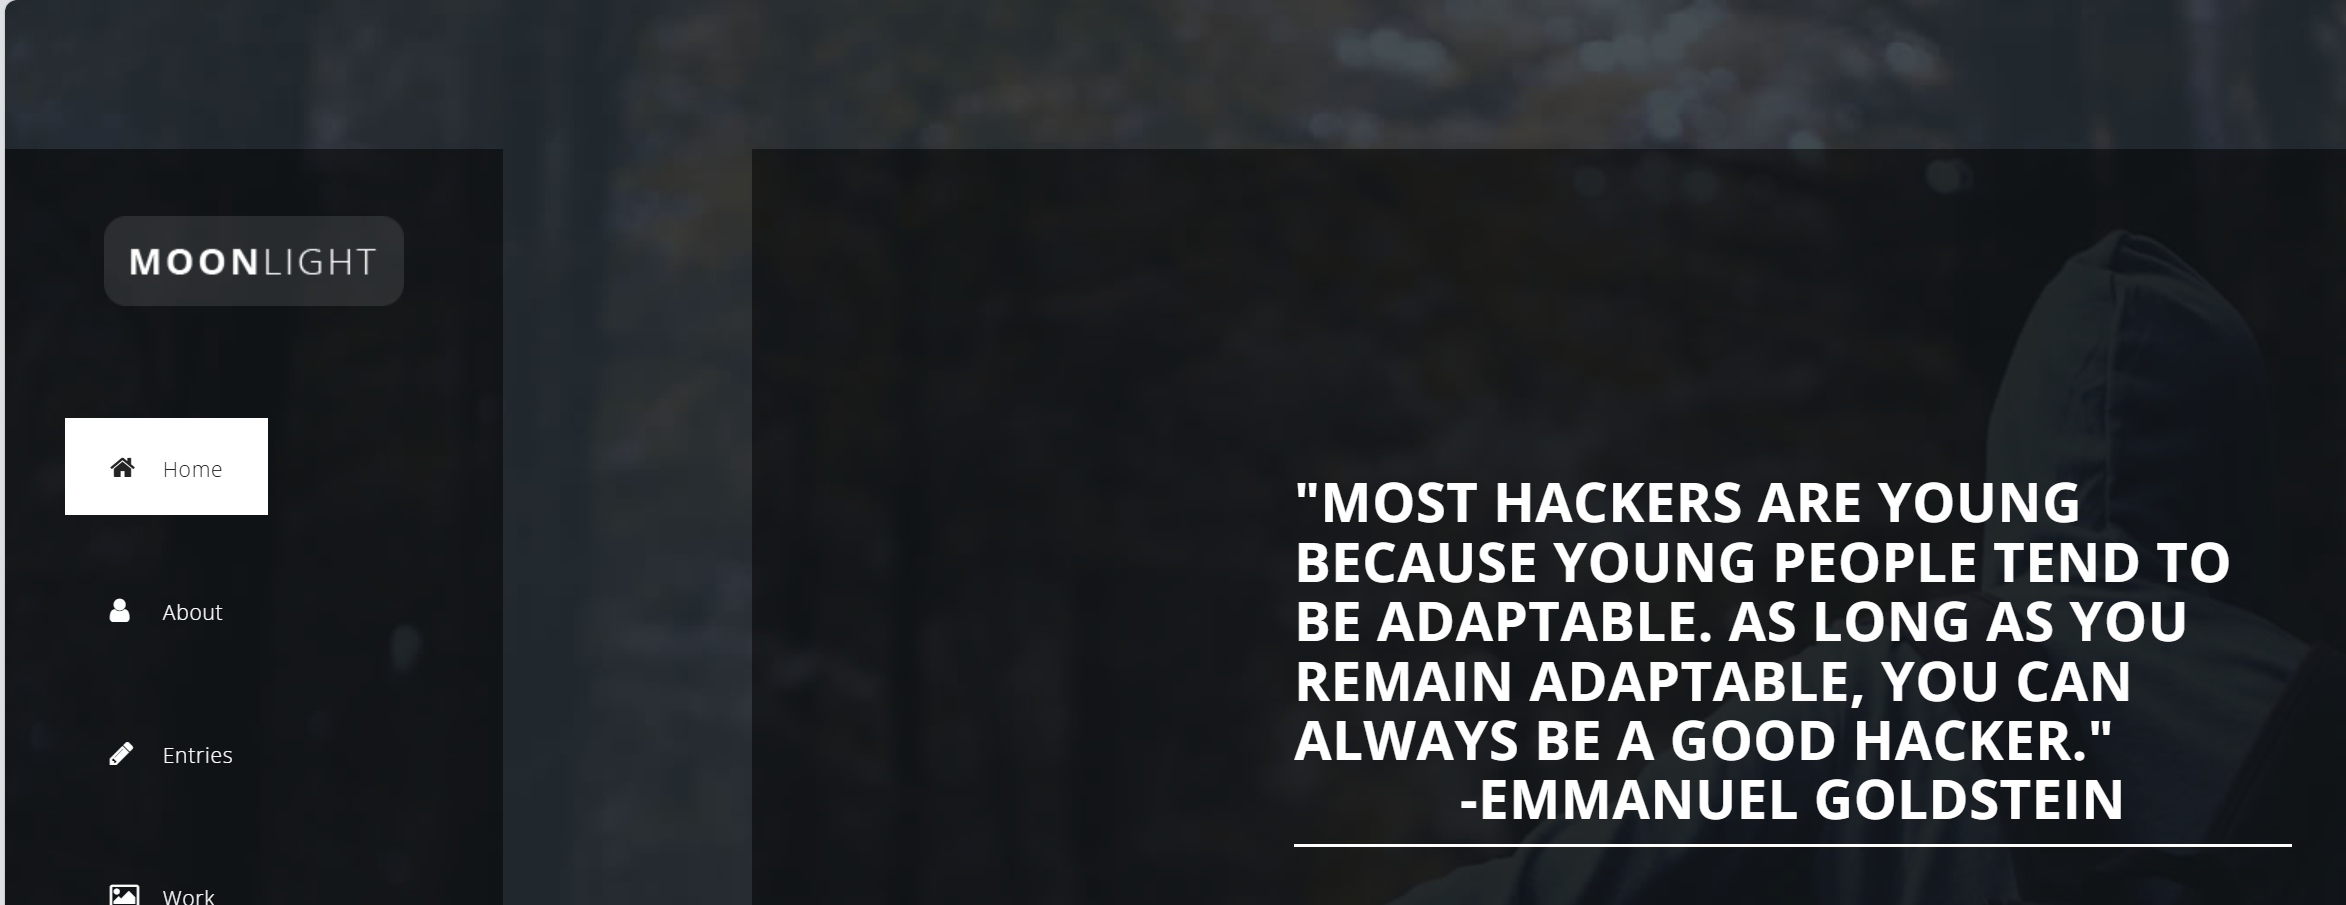 MOONLIGHT
Home
About
Entries
Work
"MOST HACKERS ARE YOUNG
BECAUSE YOUNG PEOPLE TEND TO
BE ADAPTABLE. AS LONG AS YOU
REMAIN ADAPTABLE, YOU CAN
ALWAYS BE A GOOD HACKER."
-EMMANUEL GOLDSTEIN